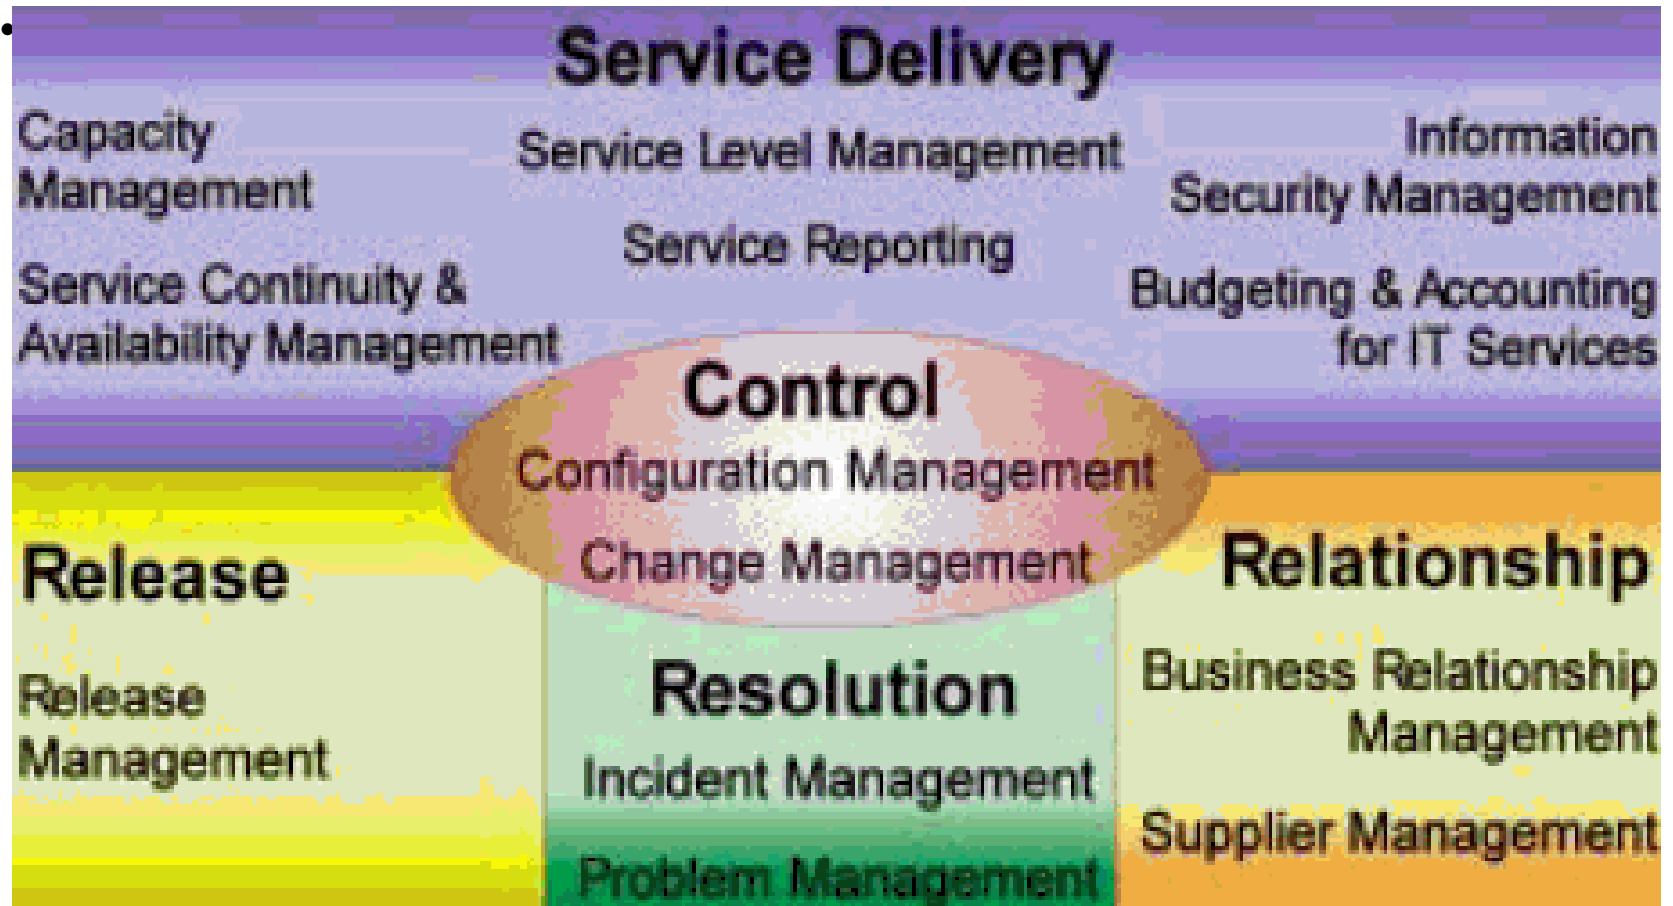 Service Delivery
Capacity
Management
Service Continuity &
Availability Management
Service Level Management
Service Reporting
Information
Security Management
Budgeting & Accounting
for IT Services
Control
Configuration Management
Change Management
Release
Release
Management
Resolution
Incident Management
Problem Management
Relationship
Business Relationship
Management
Supplier Management